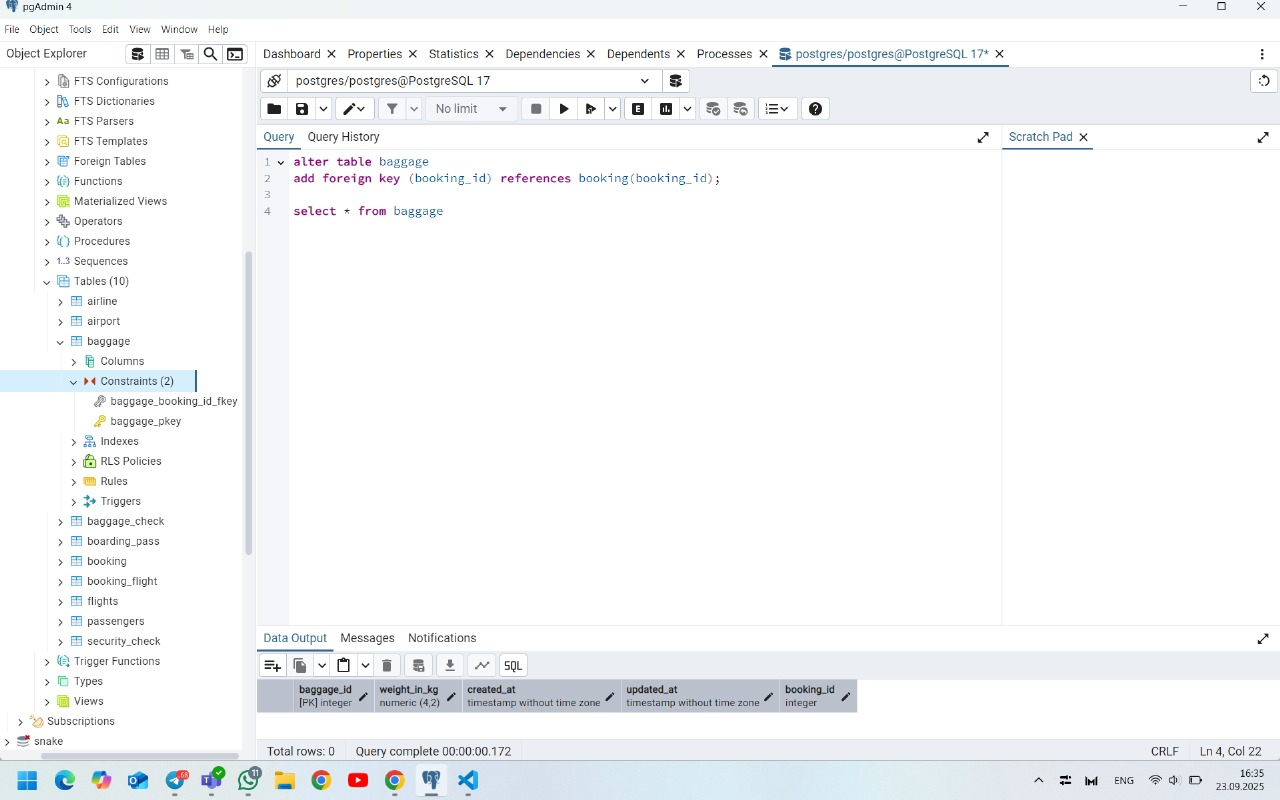 pgAdmin 4
File Object Tools Edit View Window Help
Object Explorer
Dashboard Properties Statistics Dependencies Dependents Processes postgres/postgres@PostgreSQL 17*
postgres/postgres@PostgreSQL 17
No limit
E
Query Query History
Scratch Pad
FTS Configurations
FTS Dictionaries
Aa FTS Parsers
FTS Templates
Foreign Tables
Functions
Materialized Views
Operators
Procedures
1..3 Sequences
Tables (10)
airline
airport
baggage
Columns
Constraints (2)
baggage_booking_id_fkey
baggage_pkey
Indexes
RLS Policies
Rules
Triggers
baggage_check
boarding_pass
booking
booking_flight
flights
passengers
security_check
Trigger Functions
Types
Views
Subscriptions
snake
1 alter table baggage
2 add foreign key (booking_id) references booking(booking_id);
3
4 select * from baggage
Data Output Messages Notifications
SQL
baggage_id weight_in_kg created_at updated_at booking_id
[PK] integer numeric (4,2) timestamp without time zone timestamp without time zone integer
Total rows: 0 Query complete 00:00:00.172 CRLF Ln 4, Col 22
68
11
ENG
16:35
23.09.2025